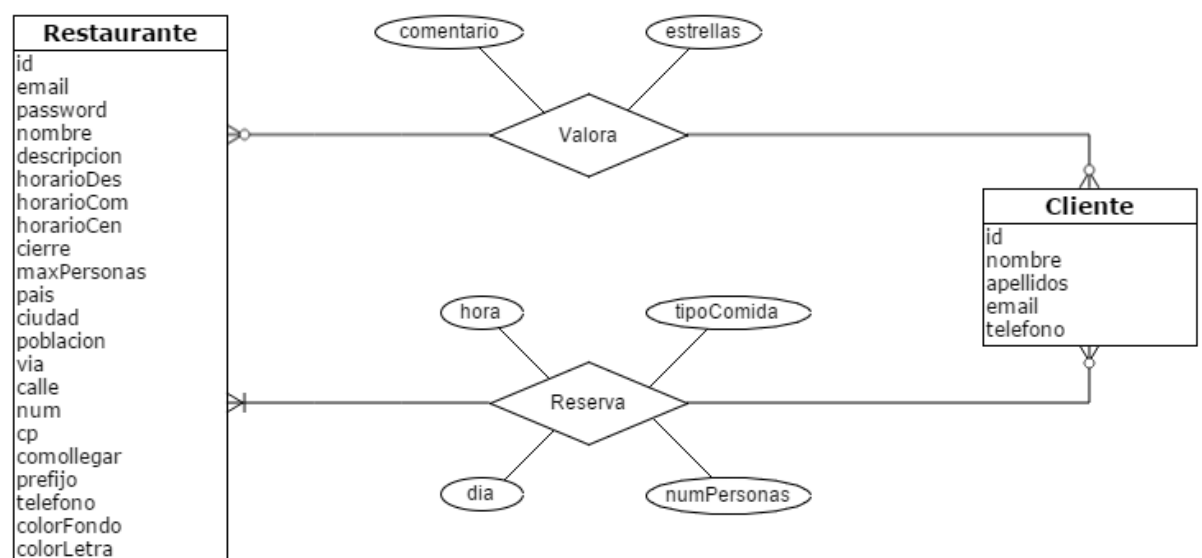 Restaurante
id
email
password
nombre
descripcion
horarioDes
horarioCom
horarioCen
cierre
maxPersonas
pais
ciudad
poblacion
via
calle
num
cp
comollegar
prefijo
telefono
colorFondo
colorLetra
comentario
estrellas
Valora
hora
tipoComida
Reserva
dia
numPersonas
Cliente
id
nombre
apellidos
email
telefono